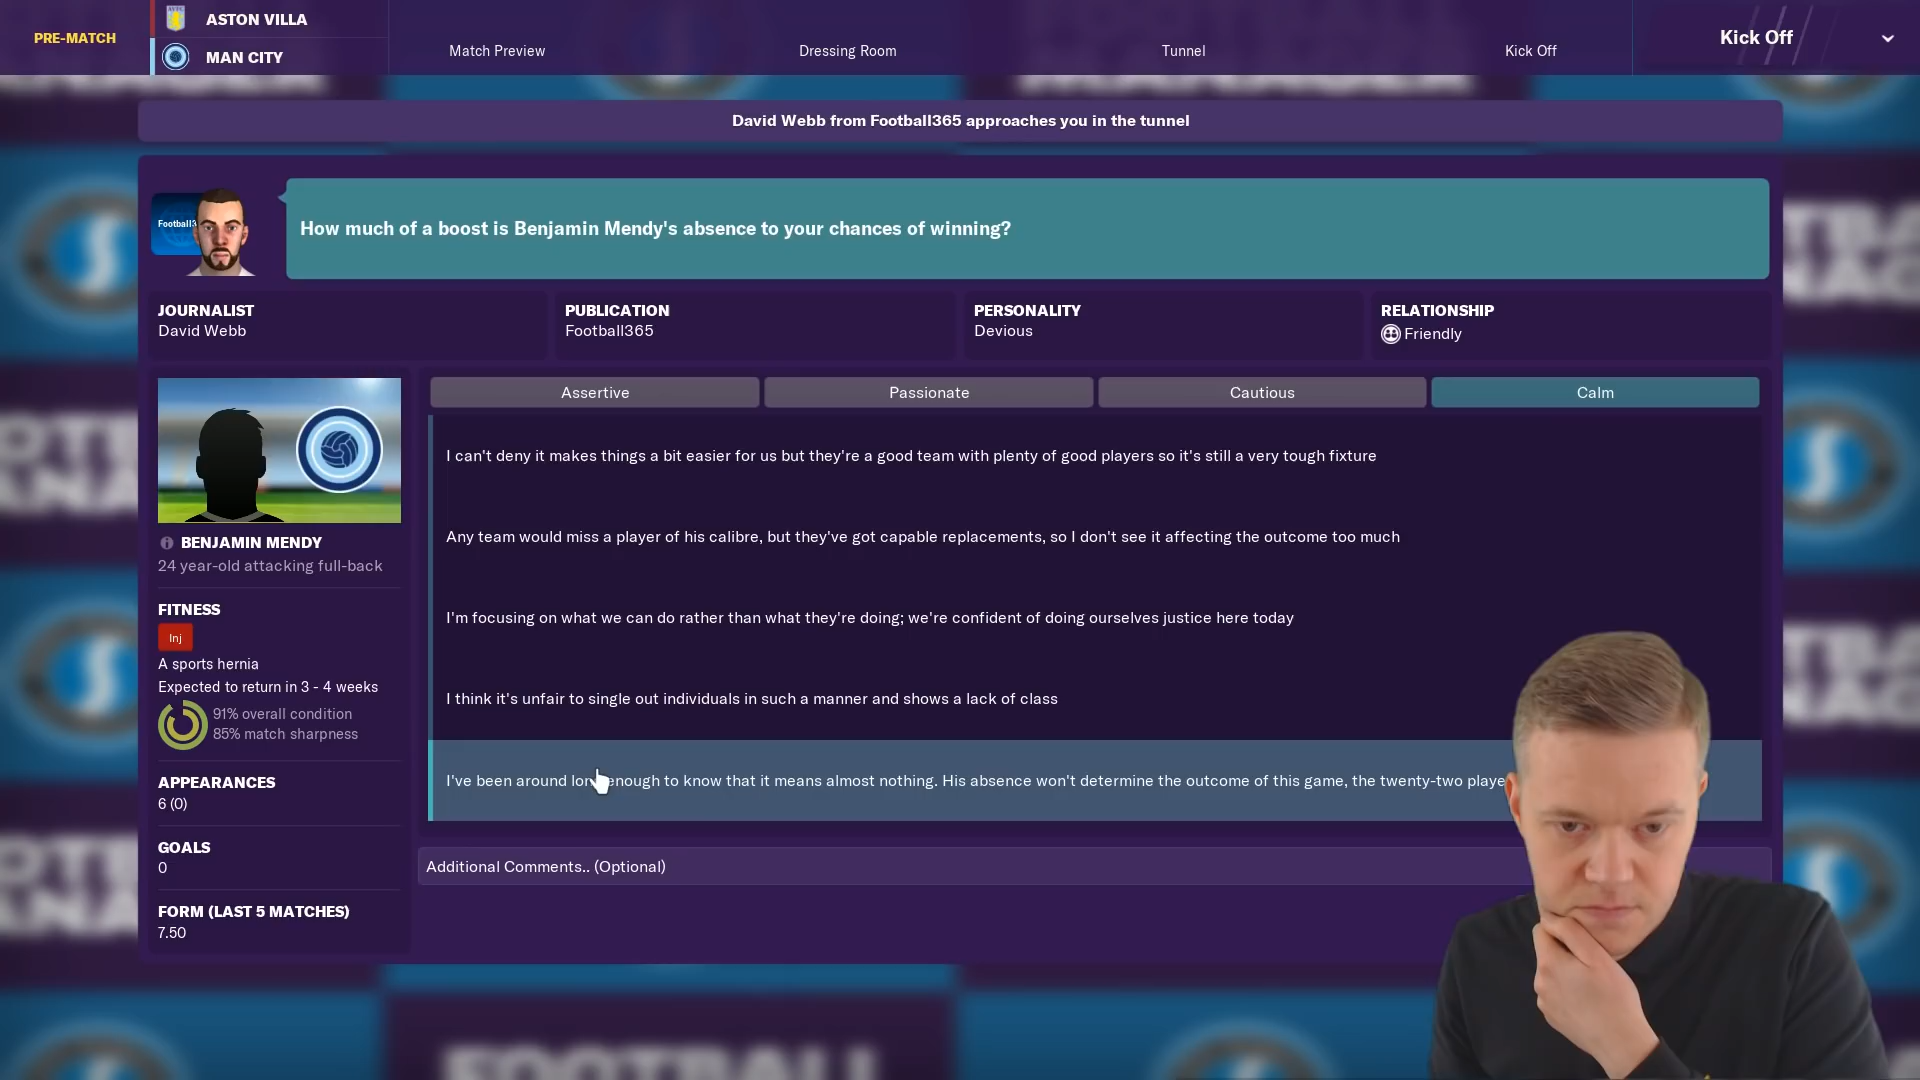 PRE-MATCH
ASTON VILLA
MAN CITY
Match Preview
Dressing Room
Tunnel
Kick Off
Kick Off
David Webb from Football365 approaches you in the tunnel
How much of a boost is Benjamin Mendy's absence to your chances of winning?
JOURNALIST
David Webb
PUBLICATION
Football365
PERSONALITY
Devious
RELATIONSHIP
Friendly
Assertive
Passionate
Cautious
Calm
I can't deny it makes things a bit easier for us but they're a good team with plenty of good players so it's still a very tough fixture
Any team would miss a player of his calibre, but they've got capable replacements, so I don't see it affecting the outcome too much
I'm focusing on what we can do rather than what they're doing; we're confident of doing ourselves justice here today
I think it's unfair to single out individuals in such a manner and shows a lack of class
I've been around long enough to know that it means almost nothing. His absence won't determine the outcome of this game, the twenty-two playe
Additional Comments.. (Optional)
BENJAMIN MENDY
24 year-old attacking full-back
FITNESS
Inj
A sports hernia
Expected to return in 3 - 4 weeks
91% overall condition
85% match sharpness
APPEARANCES
6 (0)
GOALS
0
FORM (LAST 5 MATCHES)
7.50
FOOTBALL